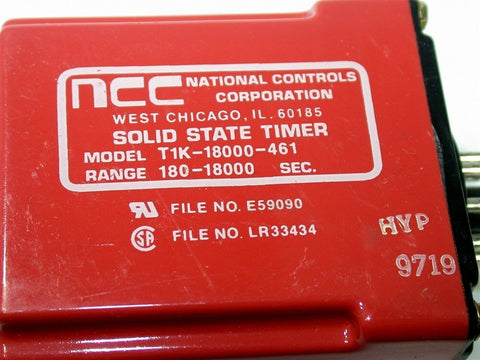 NCC NATIONAL CONTROLS
CORPORATION
WEST CHICAGO, IL. 60185
SOLID STATE TIMER
MODEL T1K-18000-461
RANGE 180-18000 SEC.
FILE NO. E59090
FILE NO. LR33434
HYP
9719